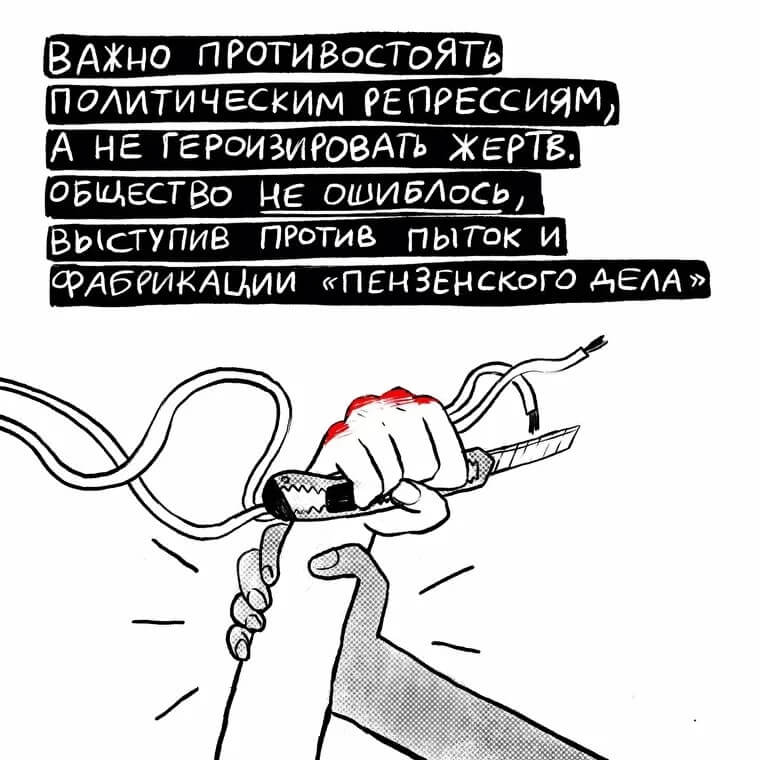 ВАЖНО ПРОТИВОСТОЯТЬ
ПОЛИТИЧЕСКИМ РЕПРЕССИЯМ,
А НЕ ГЕРОИЗИРОВАТЬ ЖЕРТВ.
ОБЩЕСТВО НЕ ОШИБЛОСЬ,
ВЫСТУПИВ ПРОТИВ ПЫТОК И
ФАБРИКАЦИИ «ПЕНЗЕНСКОГО ДЕЛА»